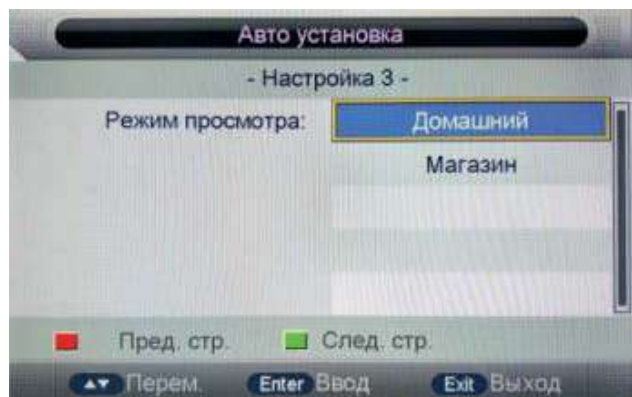 Авто установка
- Настройка 3 -
Режим просмотра: Домашний
Магазин
Пред. стр. След. стр.
Перем. Enter Ввод Exit Выход